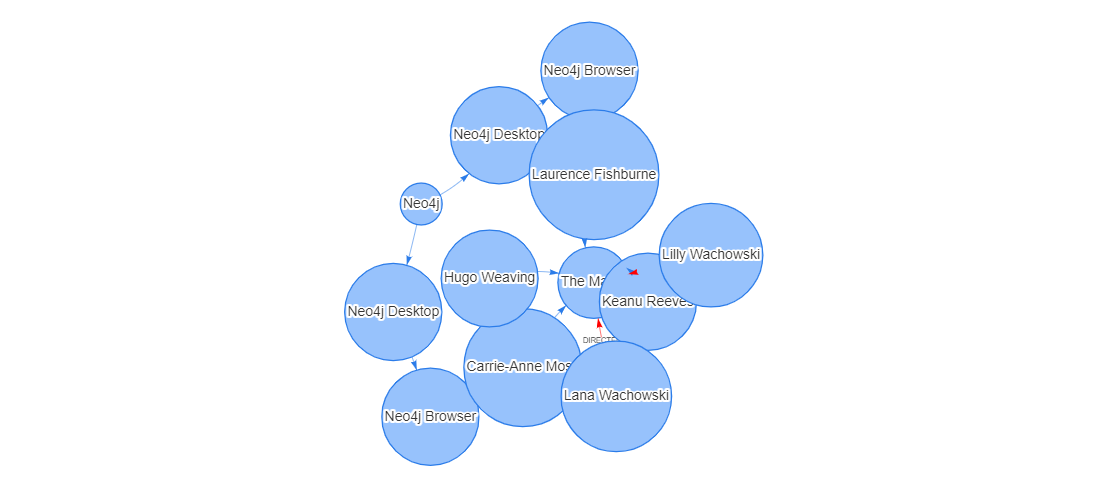 Neo4j Browser
Neo4j Desktop
Laurence Fishburne
Neo4j
Lilly Wachowski
Hugo Weaving
The Ma
Keanu Reeves
Neo4j Desktop
DIRECTE
Carrie-Anne Mos
Lana Wachowski
Neo4j Browser